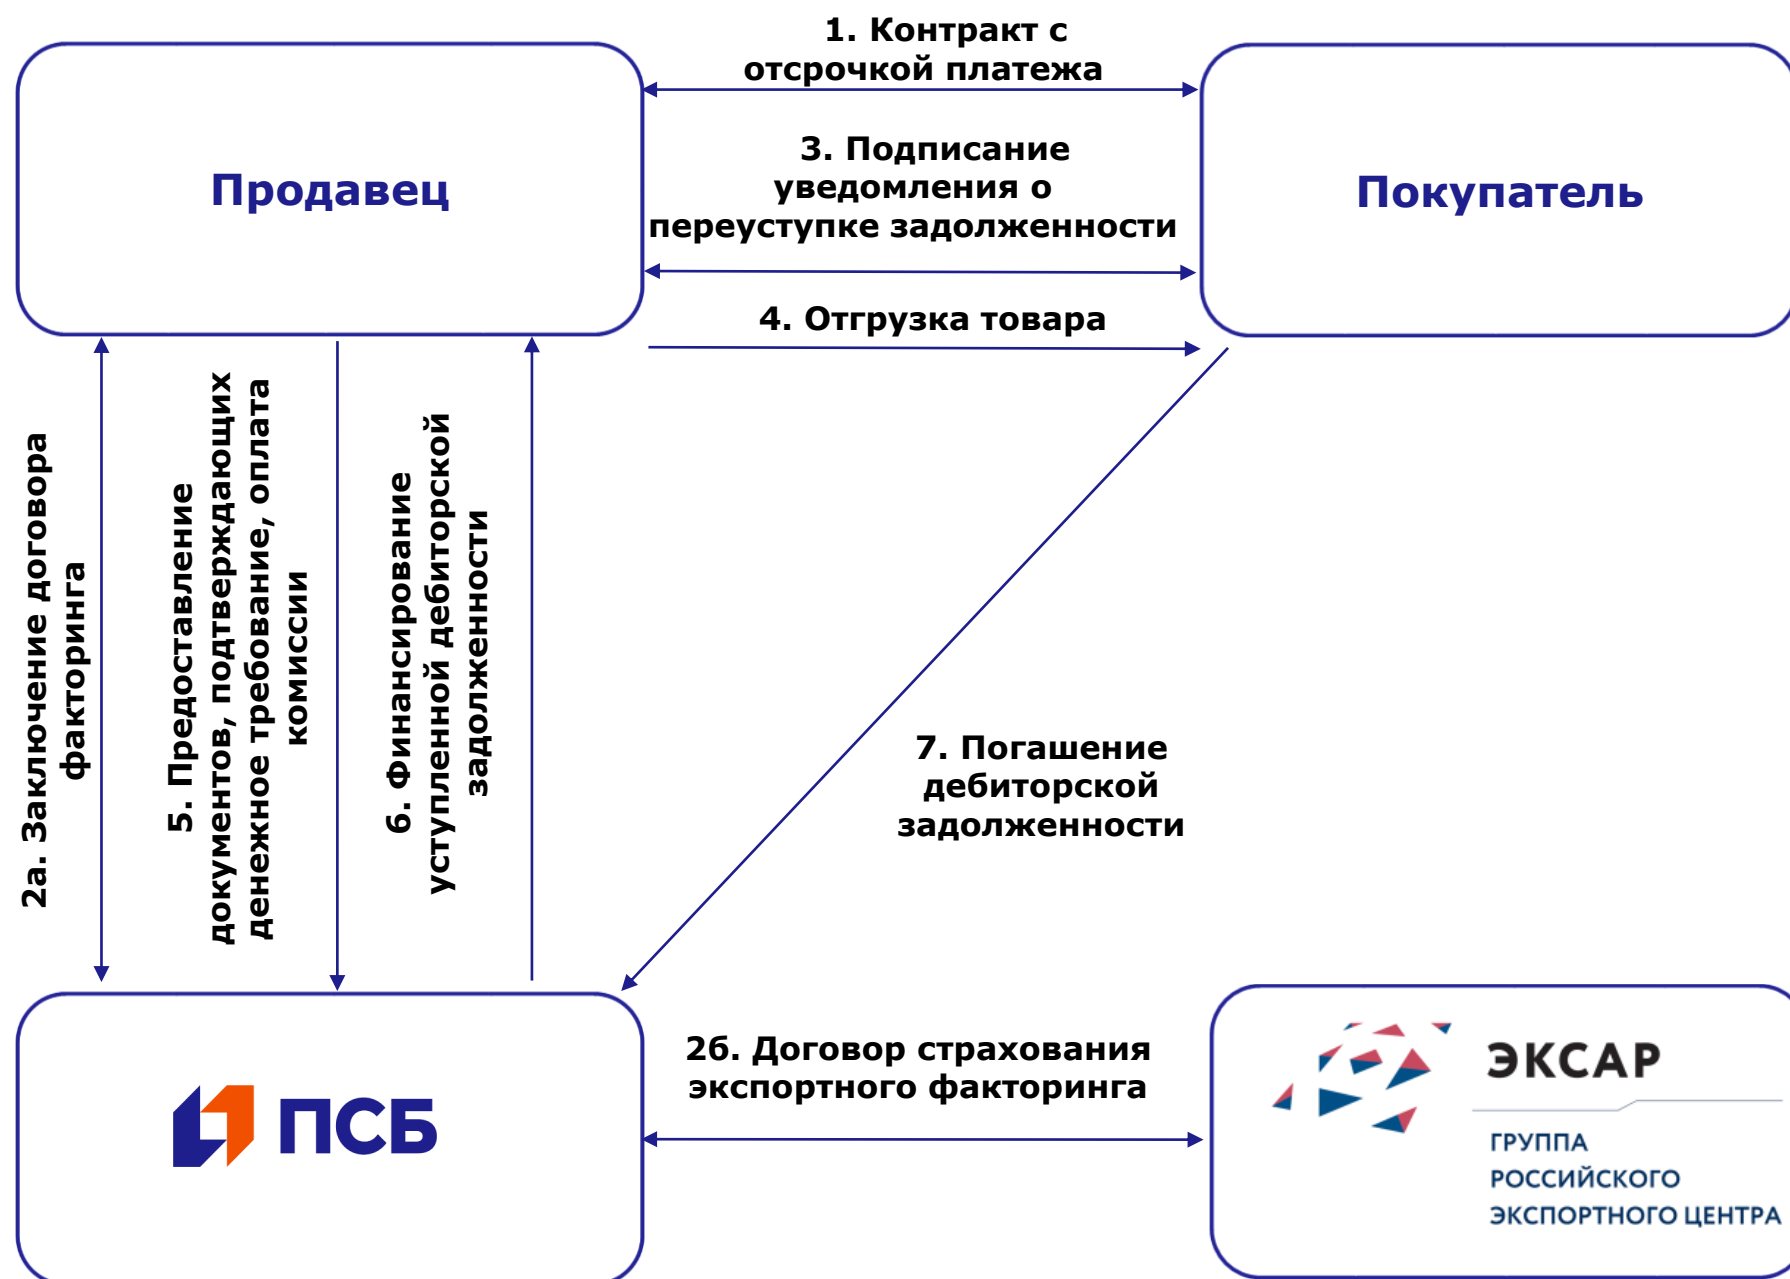 1. Контракт с
отсрочкой платежа
Продавец
3. Подписание
уведомления о
переуступке задолженности
Покупатель
4. Отгрузка товара
2а. Заключение договора
факторинга
5. Предоставление
документов, подтверждающих
денежное требование, оплата
комиссии
6. Финансирование
уступленной дебиторской
задолженности
7. Погашение
дебиторской
задолженности
ПСБ
2б. Договор страхования
экспортного факторинга
ЭКСАР
ГРУППА
РОССИЙСКОГО
ЭКСПОРТНОГО ЦЕНТРА